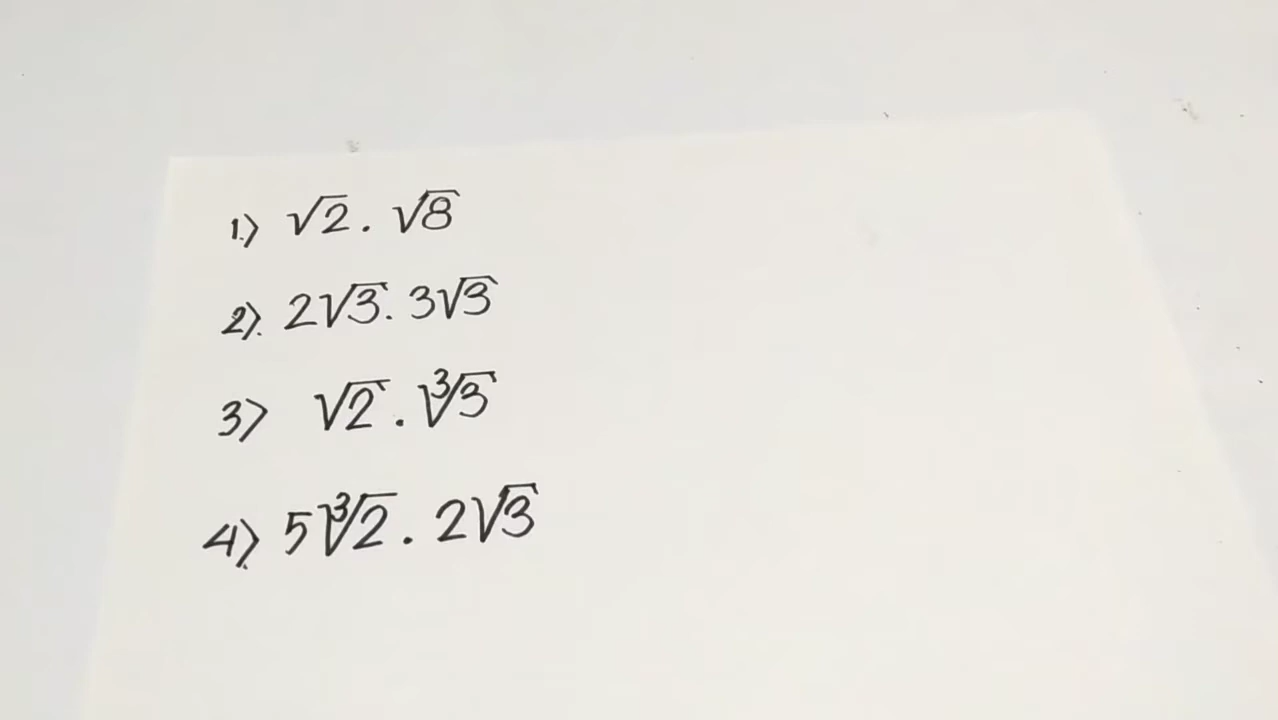 1.) √2 . √8
2). 2√3 . 3√3
3) √2 . ∛3
4) 5∛2 . 2√3